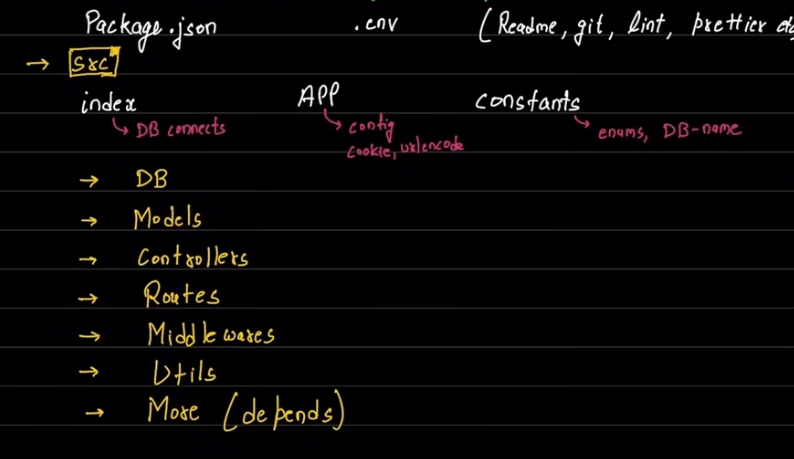 Package.json .env (Readme, git, lint, prettier
→ src
index APP constants
↳ DB connects ↳ config ↳ enums, DB-name
cookie, urlencode
→ DB
→ Models
→ Controllers
→ Routes
→ Middlewares
→ Utils
→ More (depends)